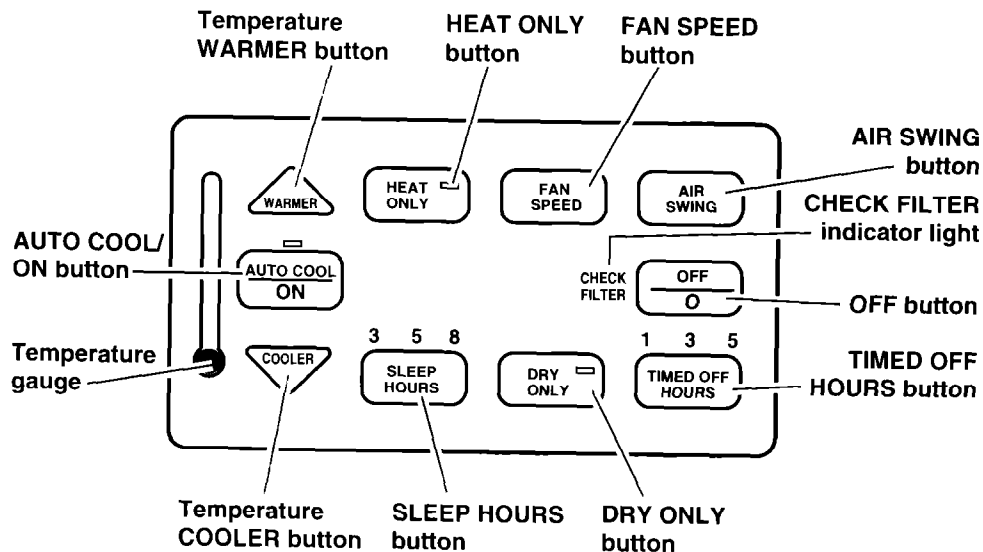 Temperature
WARMER button
HEAT ONLY
button
FAN SPEED
button
AIR SWING
button
CHECK FILTER
indicator light
AUTO COOL/
ON button
OFF button
Temperature
gauge
TIMED OFF
HOURS button
WARMER
HEAT
ONLY
FAN
SPEED
AIR
SWING
AUTO COOL
ON
CHECK
FILTER
OFF
O
COOLER
3 5 8
SLEEP
HOURS
DRY
ONLY
1 3 5
TIMED OFF
HOURS
Temperature
COOLER button
SLEEP HOURS
button
DRY ONLY
button